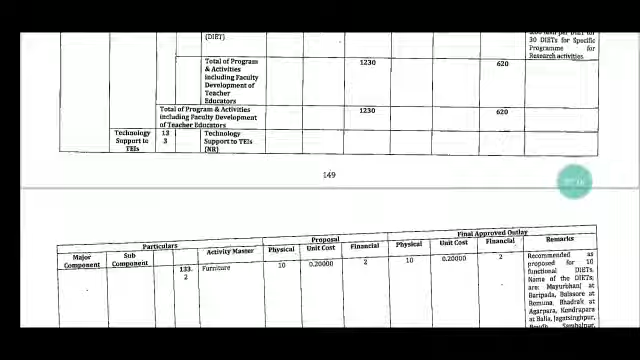 (DIET)
30 DIETs for Specific
Programme for
Research activities.
Total of Program 1230 620
& Activities
including Faculty
Development of
Teacher
Educators
Total of Program & Activities 1230 620
including Faculty Development
of Teacher Educators
Technology 13 Technology
Support to 3 Support to TEIs
TEIs (NR)
149
Particulars Proposal Final Approved Outlay
Major Component Sub Component Activity Master Physical Unit Cost Financial Physical Unit Cost Financial Remarks
133. Furniture 10 0.20000 2 10 0.20000 2 Recommended as
2 proposed for 10
functional DIETs.
Name of the DIETs;
are: Mayurbhanj at
Baripada, Balasore at
Remuna, Bhadrak at
Agarpara, Kendrapara
at Balia, Jagatsinghpur,